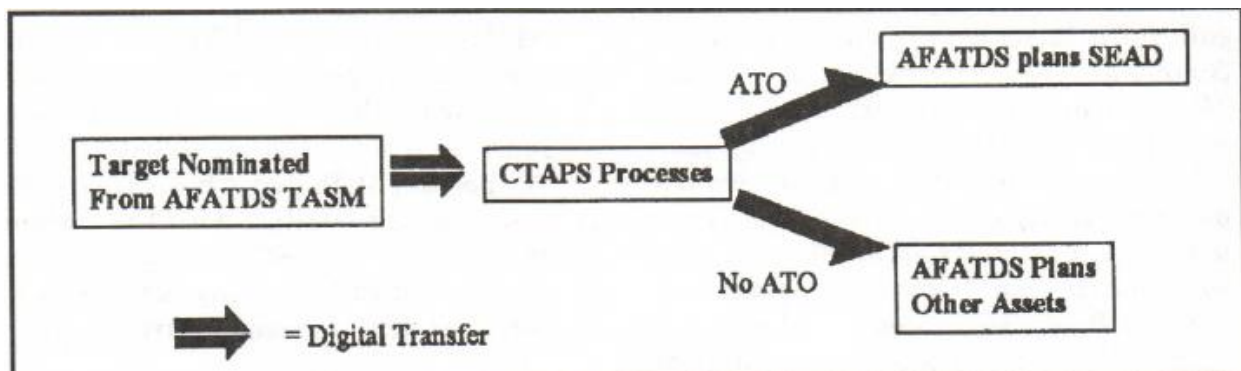 Target Nominated
From AFATDS TASM
CTAPS Processes
ATO
AFATDS plans SEAD
No ATO
AFATDS Plans
Other Assets
= Digital Transfer